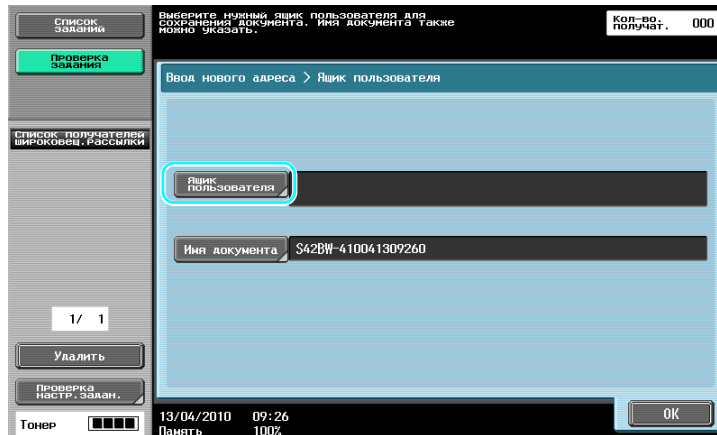 Список
заданий
Выберите нужный ящик пользователя для
сохранения документа. Имя документа также
можно указать.
Кол-во.
получат.
000
Проверка
задания
Ввод нового адреса > Ящик пользователя
Список получателей
широковещ.рассылки
Ящик
пользователя
Имя документа
S42BW-410041309260
1/ 1
Удалить
Проверка
настр.задан.
Тонер
13/04/2010 09:26
Память 100%
OK